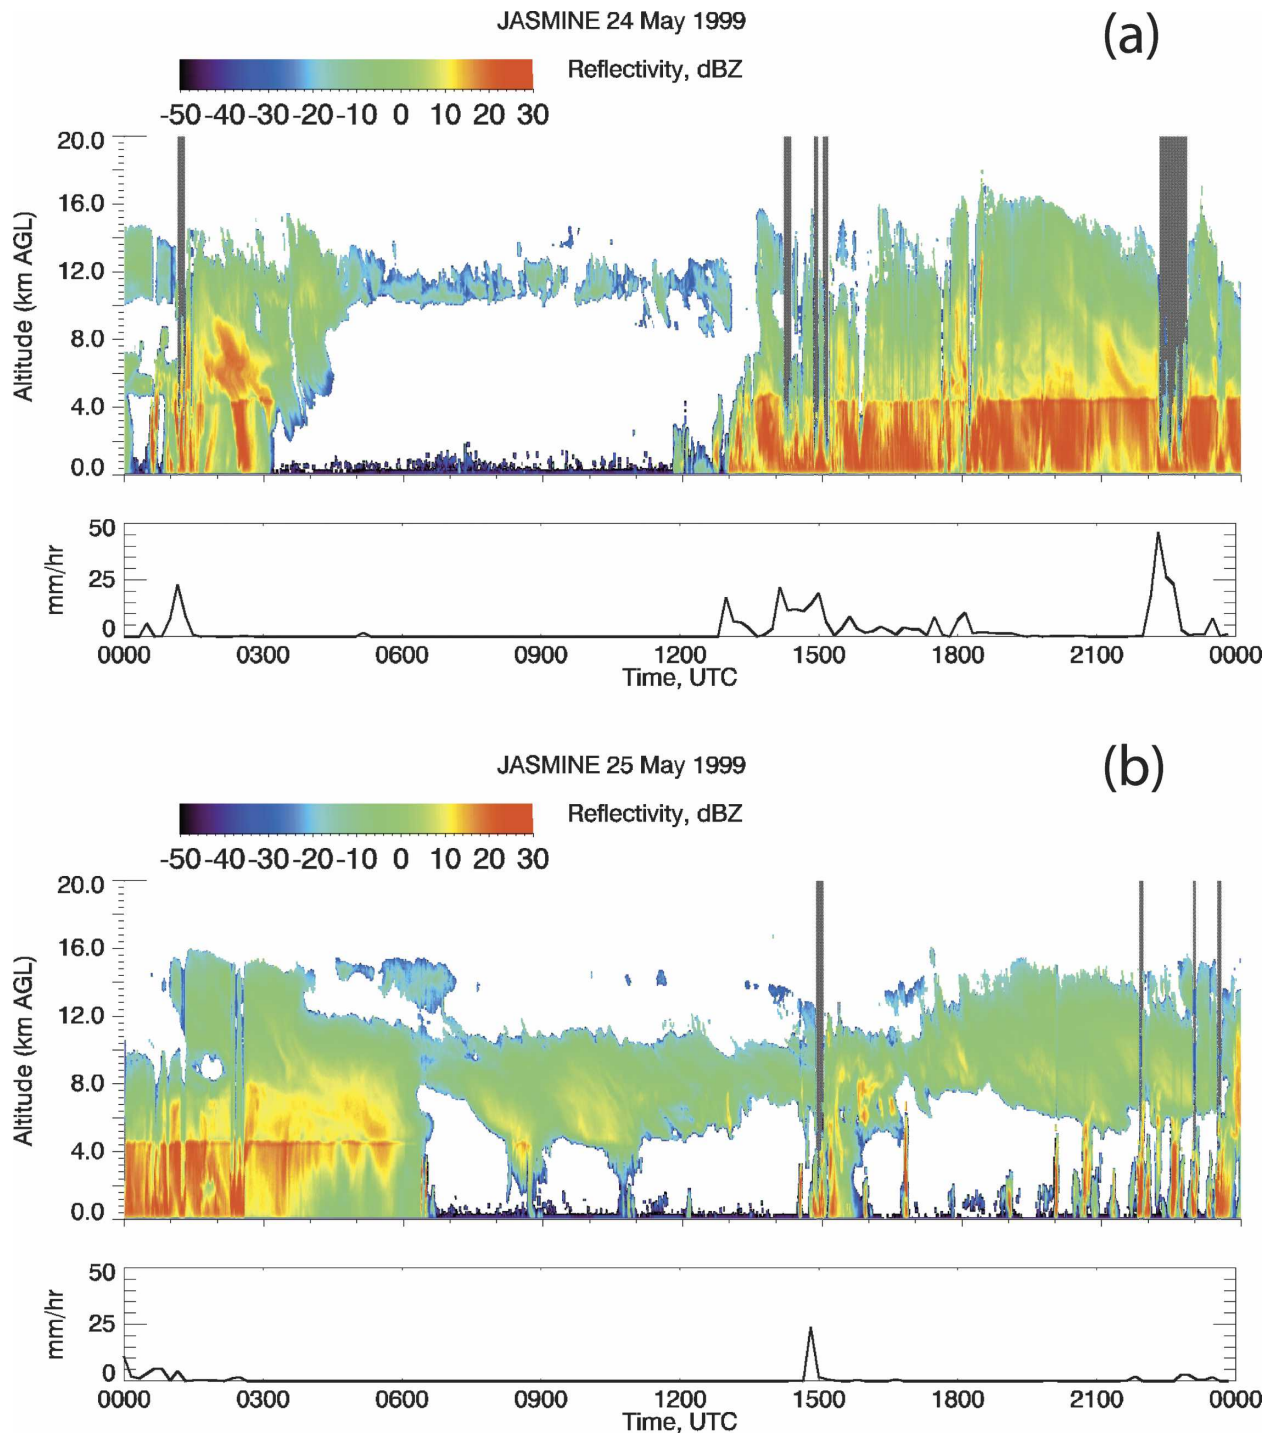 JASMINE 24 May 1999
(a)
Reflectivity, dBZ
-50 -40 -30 -20 -10 0 10 20 30
Altitude (km AGL)
20.0
16.0
12.0
8.0
4.0
0.0
mm/hr
50
25
0
0000 0300 0600 0900 1200 1500 1800 2100 0000
Time, UTC
JASMINE 25 May 1999
(b)
Reflectivity, dBZ
-50 -40 -30 -20 -10 0 10 20 30
Altitude (km AGL)
20.0
16.0
12.0
8.0
4.0
0.0
mm/hr
50
25
0
0000 0300 0600 0900 1200 1500 1800 2100 0000
Time, UTC